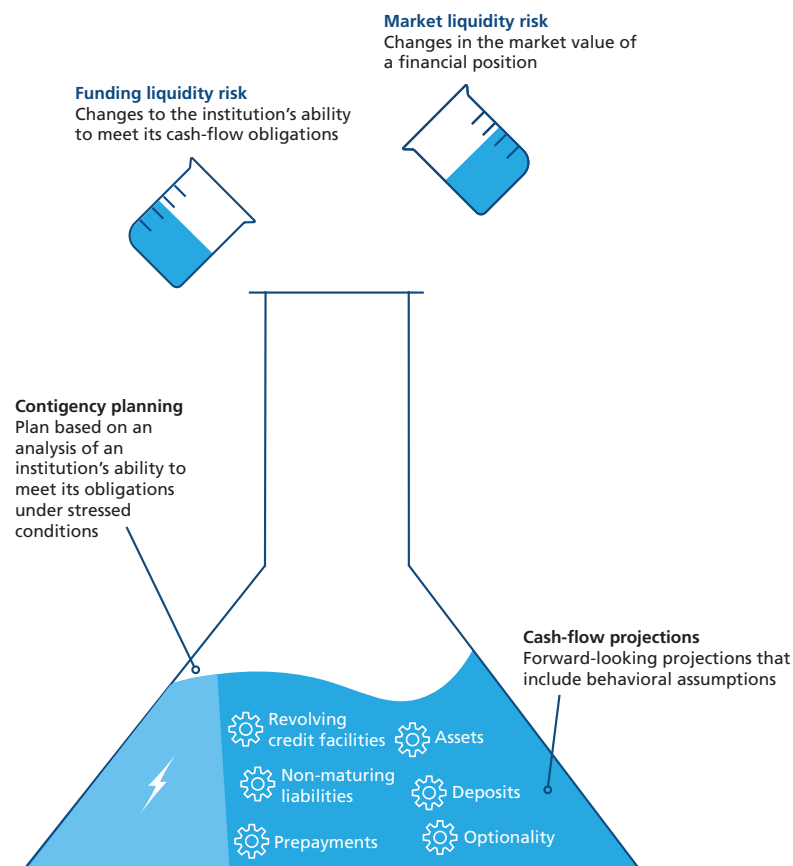 Market liquidity risk
Changes in the market value of
a financial position
Funding liquidity risk
Changes to the institution’s ability
to meet its cash-flow obligations
Contigency planning
Plan based on an
analysis of an
institution’s ability to
meet its obligations
under stressed
conditions
Cash-flow projections
Forward-looking projections that
include behavioral assumptions
Revolving
credit facilities
Assets
Non-maturing
liabilities
Deposits
Prepayments
Optionality